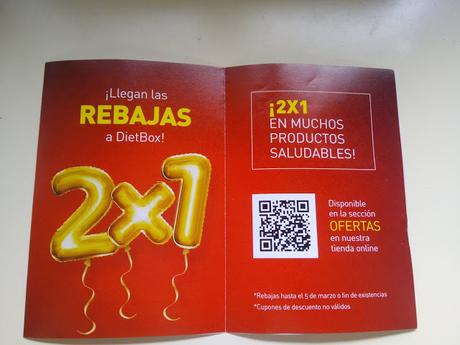 ¡Llegan las
REBAJAS
a DietBox!
2x1
¡2X1
EN MUCHOS
PRODUCTOS
SALUDABLES!
Disponible
en la sección
OFERTAS
en nuestra
tienda online
*Rebajas hasta el 5 de marzo o fin de existencias
*Cupones de descuento no válidos